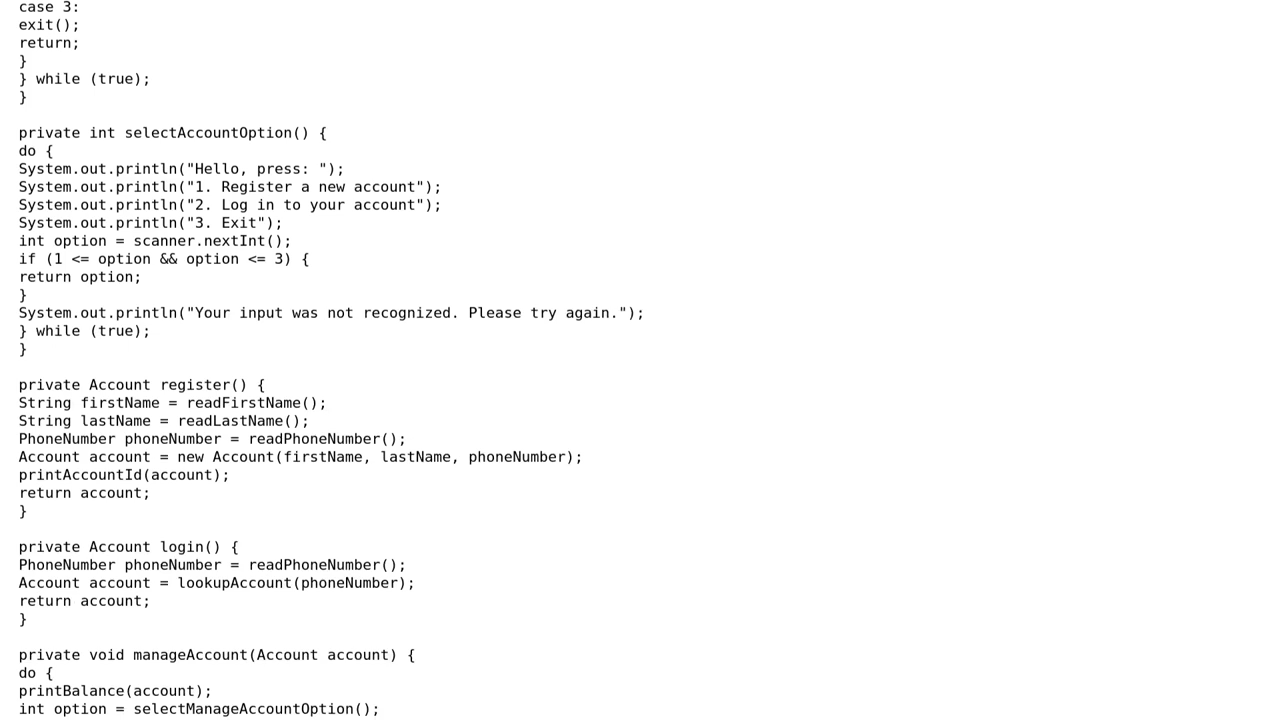 case 3:
exit();
return;
}
} while (true);
}

private int selectAccountOption() {
do {
System.out.println("Hello, press: ");
System.out.println("1. Register a new account");
System.out.println("2. Log in to your account");
System.out.println("3. Exit");
int option = scanner.nextInt();
if (1 <= option && option <= 3) {
return option;
}
System.out.println("Your input was not recognized. Please try again.");
} while (true);
}

private Account register() {
String firstName = readFirstName();
String lastName = readLastName();
PhoneNumber phoneNumber = readPhoneNumber();
Account account = new Account(firstName, lastName, phoneNumber);
printAccountId(account);
return account;
}

private Account login() {
PhoneNumber phoneNumber = readPhoneNumber();
Account account = lookupAccount(phoneNumber);
return account;
}

private void manageAccount(Account account) {
do {
printBalance(account);
int option = selectManageAccountOption();